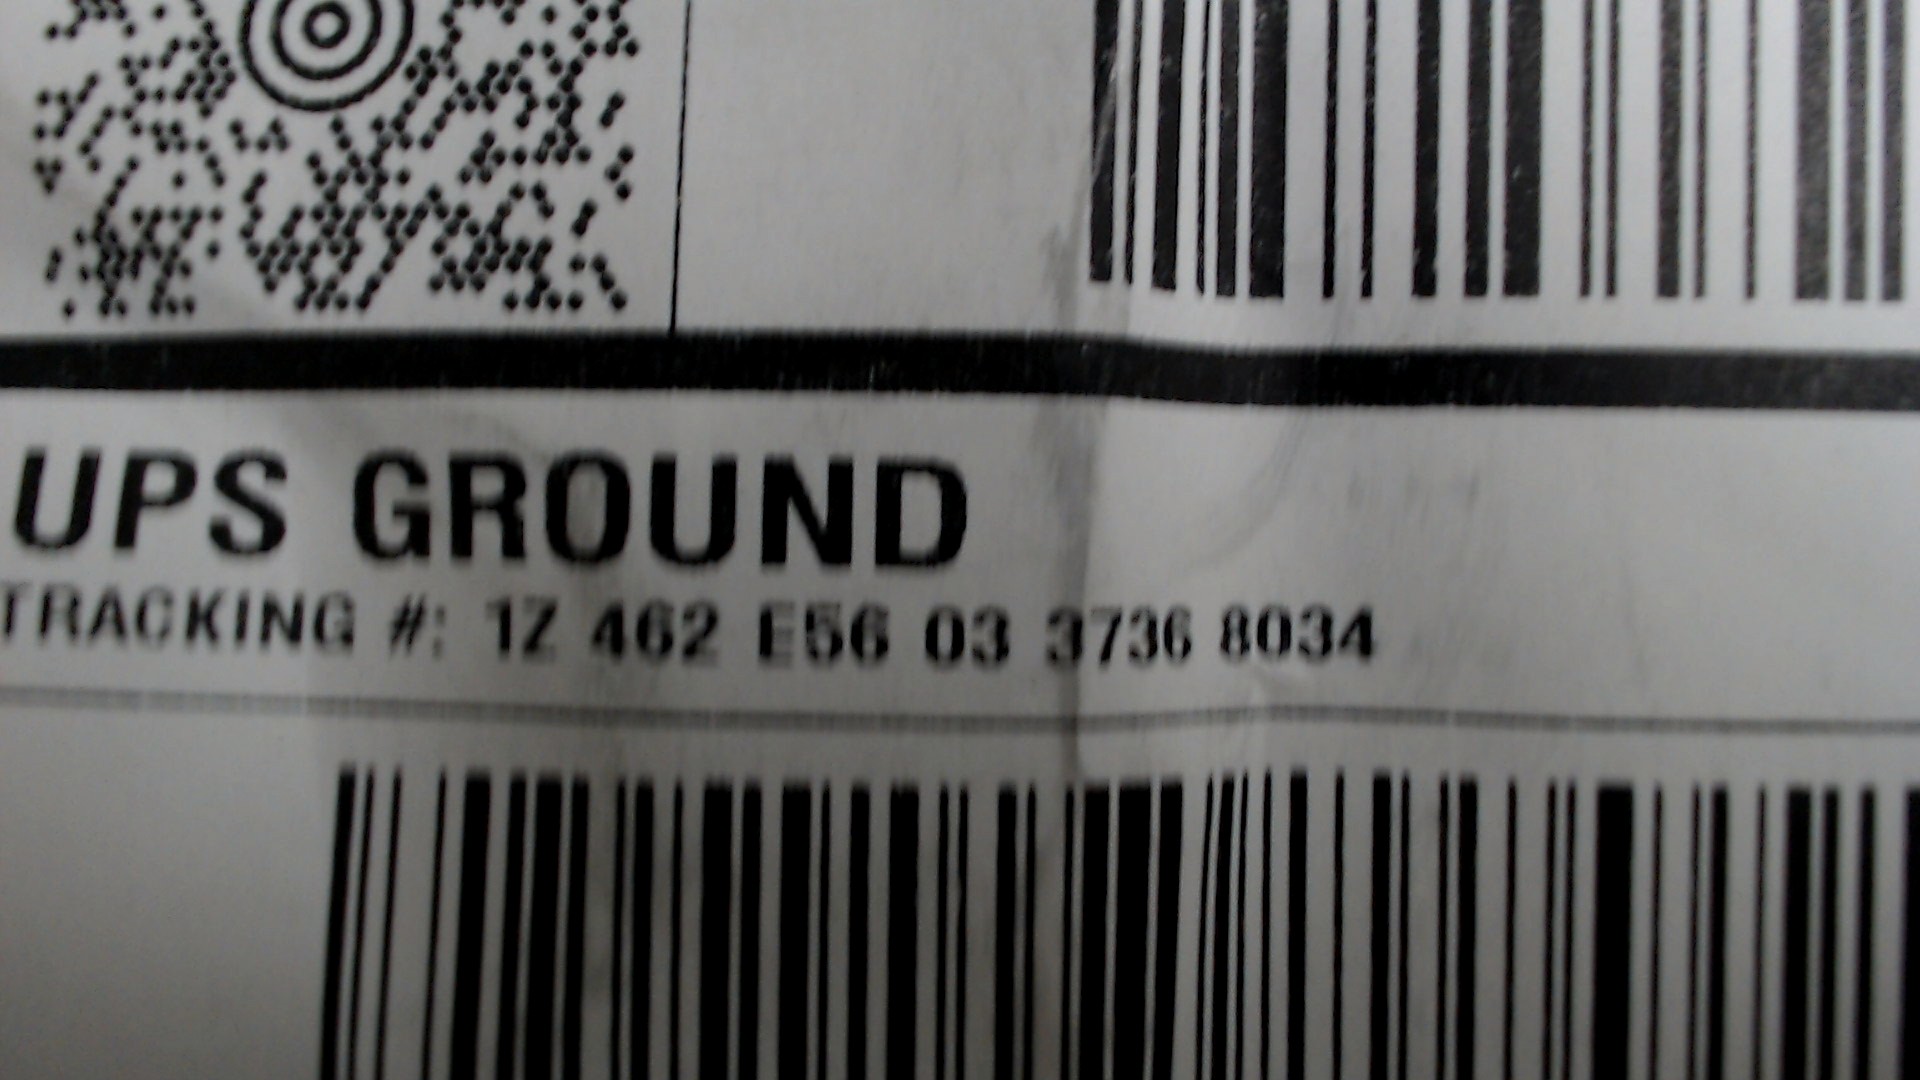 UPS GROUND
TRACKING #: 1Z 462 E56 03 3736 8034